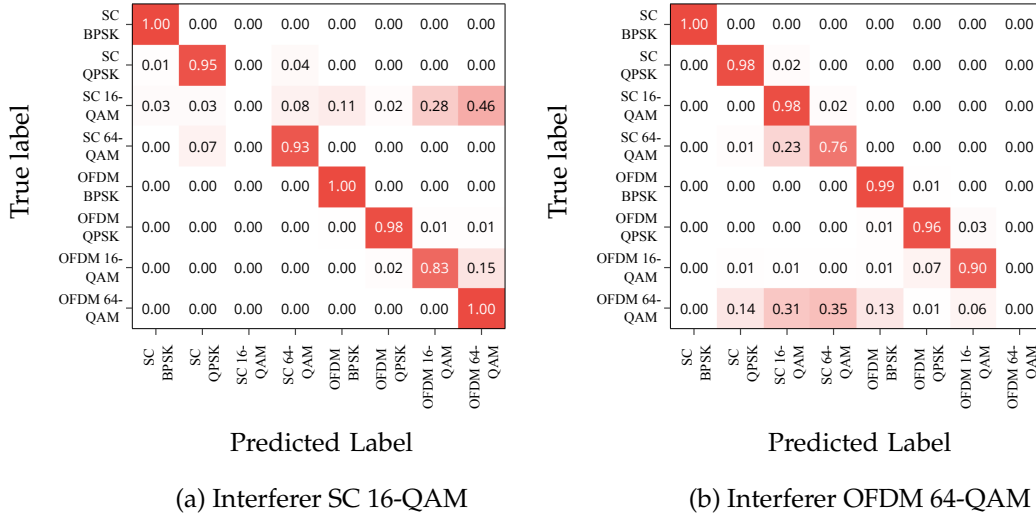 SC
BPSK
1.00 0.00 0.00 0.00 0.00 0.00 0.00 0.00
SC
QPSK
0.01 0.95 0.00 0.04 0.00 0.00 0.00 0.00
SC 16-
QAM
0.03 0.03 0.00 0.08 0.11 0.02 0.28 0.46
SC 64-
QAM
0.00 0.07 0.00 0.93 0.00 0.00 0.00 0.00
OFDM
BPSK
0.00 0.00 0.00 0.00 1.00 0.00 0.00 0.00
OFDM
QPSK
0.00 0.00 0.00 0.00 0.00 0.98 0.01 0.01
OFDM 16-
QAM
0.00 0.00 0.00 0.00 0.00 0.02 0.83 0.15
OFDM 64-
QAM
0.00 0.00 0.00 0.00 0.00 0.00 0.00 1.00
True label
SC
BPSK
SC
QPSK
SC 16-
QAM
SC 64-
QAM
OFDM
BPSK
OFDM
QPSK
OFDM 16-
QAM
OFDM 64-
QAM
Predicted Label
(a) Interferer SC 16-QAM
SC
BPSK
1.00 0.00 0.00 0.00 0.00 0.00 0.00 0.00
SC
QPSK
0.00 0.98 0.02 0.00 0.00 0.00 0.00 0.00
SC 16-
QAM
0.00 0.00 0.98 0.02 0.00 0.00 0.00 0.00
SC 64-
QAM
0.00 0.01 0.23 0.76 0.00 0.00 0.00 0.00
OFDM
BPSK
0.00 0.00 0.00 0.00 0.99 0.01 0.00 0.00
OFDM
QPSK
0.00 0.00 0.00 0.00 0.01 0.96 0.03 0.00
OFDM 16-
QAM
0.00 0.01 0.01 0.00 0.01 0.07 0.90 0.00
OFDM 64-
QAM
0.00 0.14 0.31 0.35 0.13 0.01 0.06 0.00
True label
SC
BPSK
SC
QPSK
SC 16-
QAM
SC 64-
QAM
OFDM
BPSK
OFDM
QPSK
OFDM 16-
QAM
OFDM 64-
QAM
Predicted Label
(b) Interferer OFDM 64-QAM